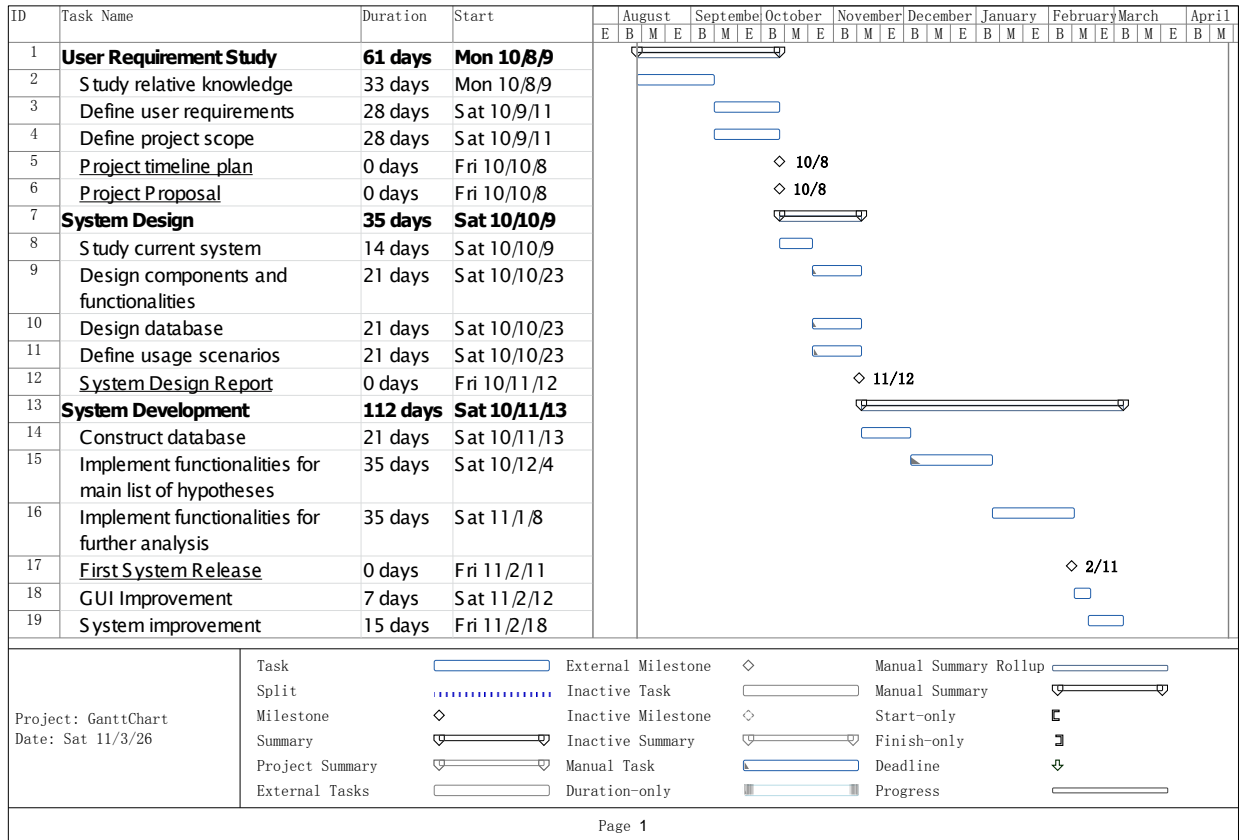 ID Task Name Duration Start August Septembe October November December January February March April
E B M E B M E B M E B M E B M E B M E B M E B M E B M
1 User Requirement Study 61 days Mon 10/8/9
2 Study relative knowledge 33 days Mon 10/8/9
3 Define user requirements 28 days Sat 10/9/11
4 Define project scope 28 days Sat 10/9/11
5 Project timeline plan 0 days Fri 10/10/8 10/8
6 Project Proposal 0 days Fri 10/10/8 10/8
7 System Design 35 days Sat 10/10/9
8 Study current system 14 days Sat 10/10/9
9 Design components and 21 days Sat 10/10/23
functionalities
10 Design database 21 days Sat 10/10/23
11 Define usage scenarios 21 days Sat 10/10/23
12 System Design Report 0 days Fri 10/11/12 11/12
13 System Development 112 days Sat 10/11/13
14 Construct database 21 days Sat 10/11/13
15 Implement functionalities for 35 days Sat 10/12/4
main list of hypotheses
16 Implement functionalities for 35 days Sat 11/1/8
further analysis
17 First System Release 0 days Fri 11/2/11 2/11
18 GUI Improvement 7 days Sat 11/2/12
19 System improvement 15 days Fri 11/2/18
Project: GanttChart
Date: Sat 11/3/26
Task External Milestone Manual Summary Rollup
Split Inactive Task Manual Summary
Milestone Inactive Milestone Start-only
Summary Inactive Summary Finish-only
Project Summary Manual Task Deadline
External Tasks Duration-only Progress
Page 1